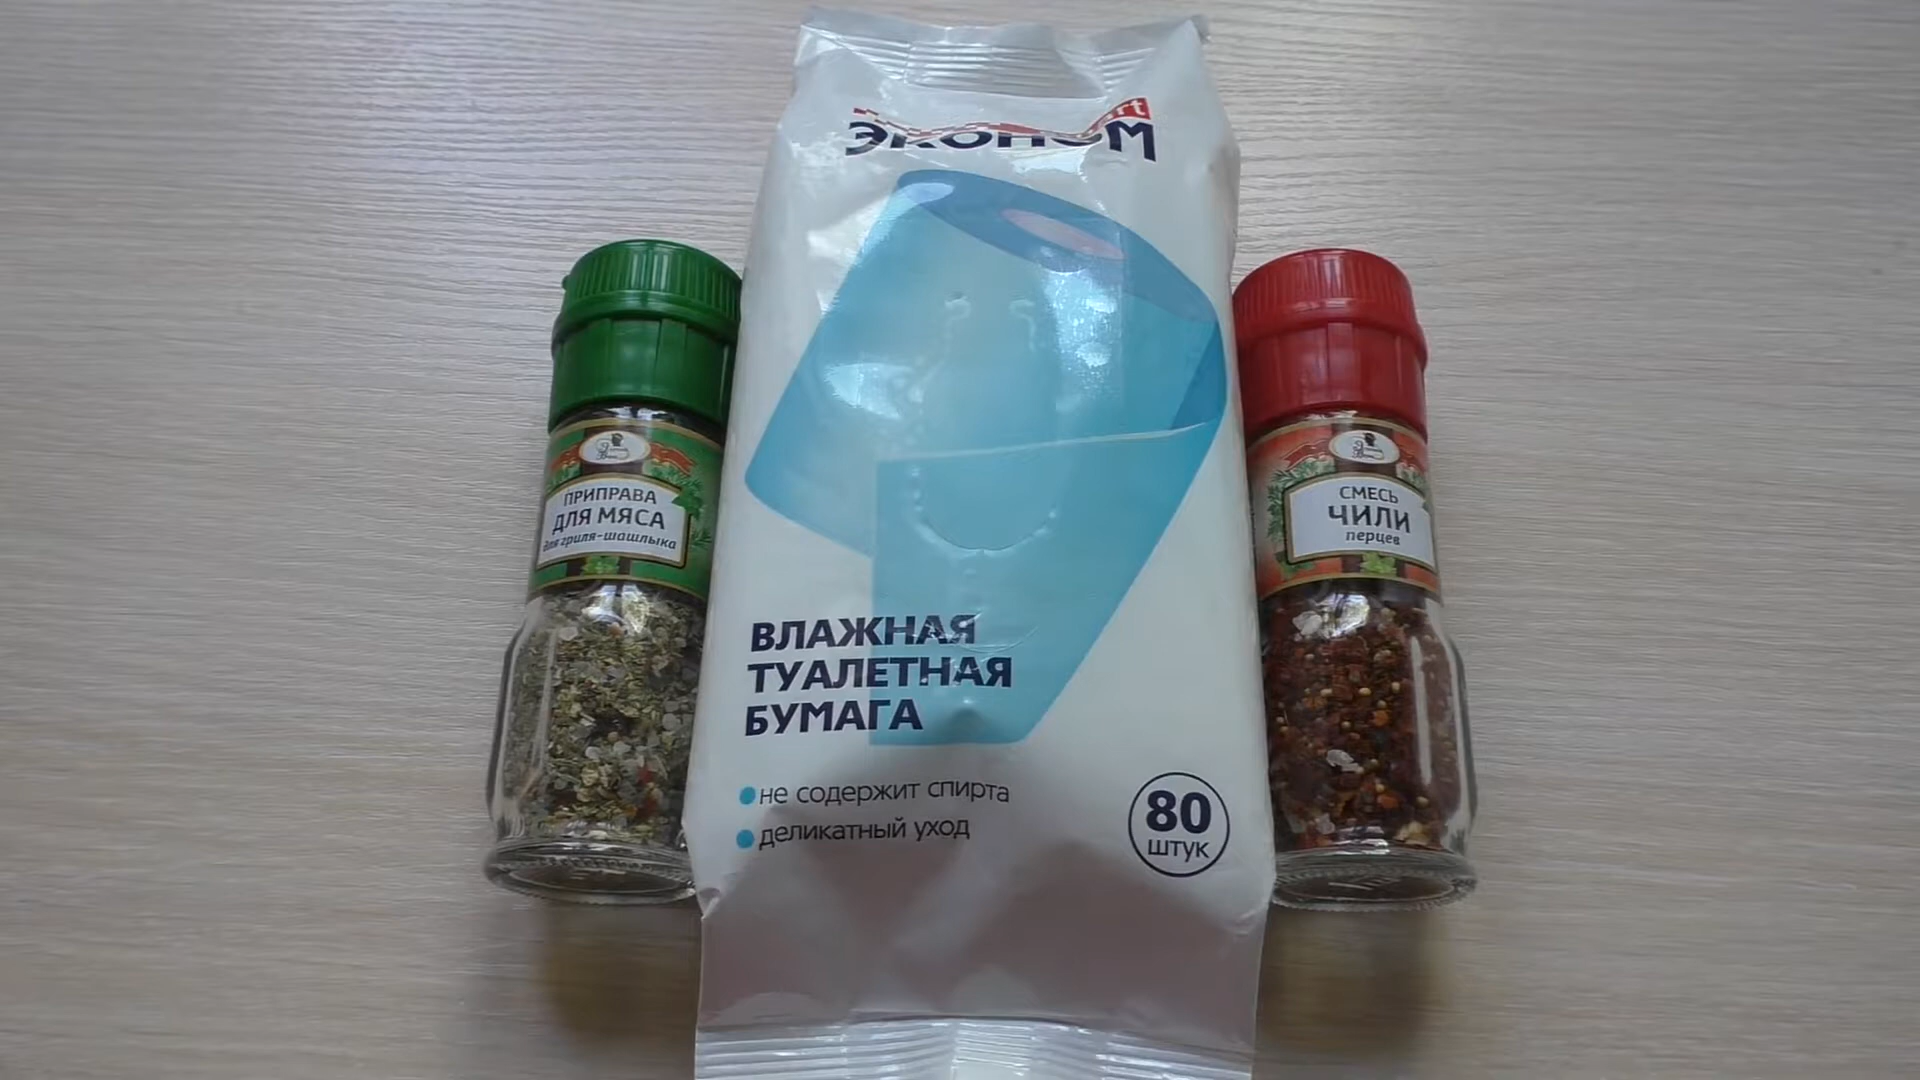 эконом
ВЛАЖНАЯ
ТУАЛЕТНАЯ
БУМАГА
не содержит спирта
деликатный уход
80
штук
ПРИПРАВА
ДЛЯ МЯСА
для гриля-шашлыка
СМЕСЬ
ЧИЛИ
перцев